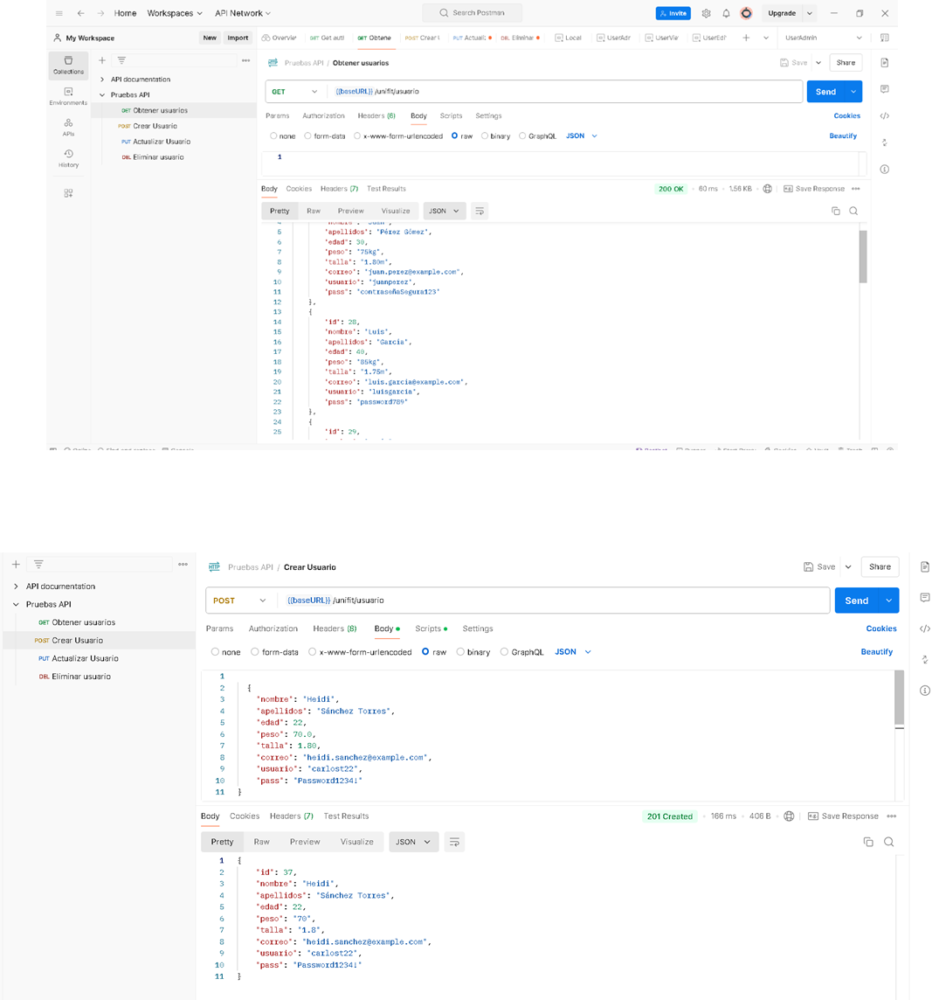 Home Workspaces API Network Search Postman Invite Upgrade
My Workspace New Import Overvie GET Get aut POST Crear U PUT Actualiz DEL Eliminar Local UserAdr UserVie UserEdi UserAdmin
GET Obtene
Collections
Environments
APIs
History
API documentation
Pruebas API
GET Obtener usuarios
POST Crear Usuario
PUT Actualizar Usuario
DEL Eliminar usuario
HTTP Pruebas API / Obtener usuarios Save Share
GET {{baseURL}} /unifit/usuario Send
Params Authorization Headers (6) Body Scripts Settings Cookies
none form-data x-www-form-urlencoded raw binary GraphQL JSON Beautify
1
Body Cookies Headers (7) Test Results 200 OK • 60 ms • 1.56 KB Save Response
Pretty Raw Preview Visualize JSON
5 "apellidos": "Pérez Gómez",
6 "edad": 30,
7 "peso": "75kg",
8 "talla": "1.80m",
9 "correo": "juan.perez@example.com",
10 "usuario": "juanperez",
11 "pass": "contraseñaSegura123"
12 },
13 {
14 "id": 28,
15 "nombre": "Luis",
16 "apellidos": "García",
17 "edad": 40,
18 "peso": "85kg",
19 "talla": "1.75m",
20 "correo": "luis.garcia@example.com",
21 "usuario": "luisgarcia",
22 "pass": "password789"
23 },
24 {
25 "id": 29,
API documentation
Pruebas API
GET Obtener usuarios
POST Crear Usuario
PUT Actualizar Usuario
DEL Eliminar usuario
HTTP Pruebas API / Crear Usuario Save Share
POST {{baseURL}} /unifit/usuario Send
Params Authorization Headers (8) Body Scripts Settings Cookies
none form-data x-www-form-urlencoded raw binary GraphQL JSON Beautify
1
2 {
3 "nombre": "Heidi",
4 "apellidos": "Sánchez Torres",
5 "edad": 22,
6 "peso": 70.0,
7 "talla": 1.80,
8 "correo": "heidi.sanchez@example.com",
9 "usuario": "carlost22",
10 "pass": "Password1234!"
11 }
Body Cookies Headers (7) Test Results 201 Created • 166 ms • 406 B Save Response
Pretty Raw Preview Visualize JSON
1 {
2 "id": 37,
3 "nombre": "Heidi",
4 "apellidos": "Sánchez Torres",
5 "edad": 22,
6 "peso": "70",
7 "talla": "1.8",
8 "correo": "heidi.sanchez@example.com",
9 "usuario": "carlost22",
10 "pass": "Password1234!"
11 }